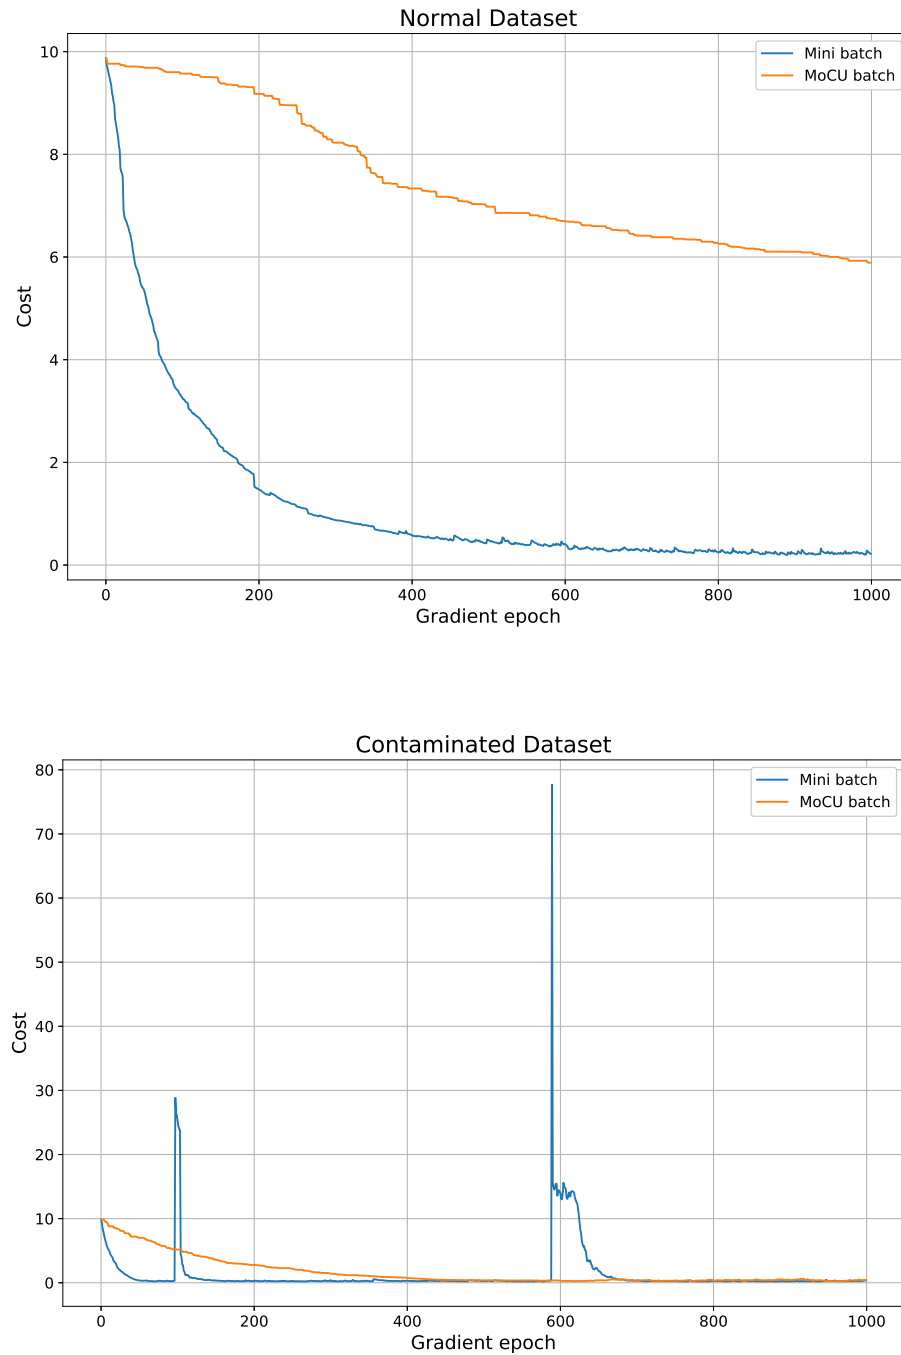 Normal Dataset
10
8
6
4
2
0
Cost
Mini batch
MoCU batch
0 200 400 600 800 1000
Gradient epoch
Contaminated Dataset
80
70
60
50
40
30
20
10
0
Cost
Mini batch
MoCU batch
0 200 400 600 800 1000
Gradient epoch